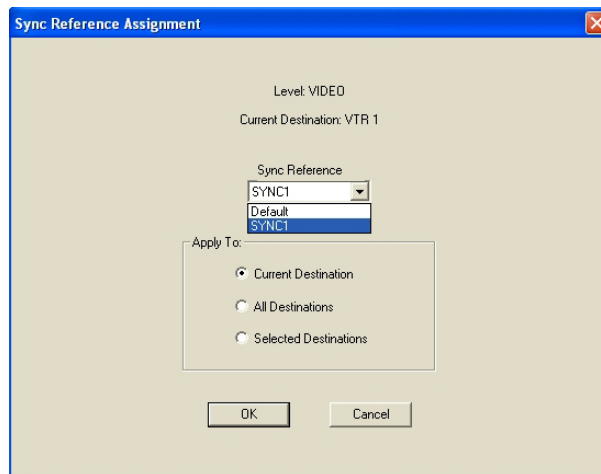 Sync Reference Assignment
Level: VIDEO
Current Destination: VTR 1
Sync Reference
SYNC1
Default
SYNC1
Apply To:
Current Destination
All Destinations
Selected Destinations
OK Cancel